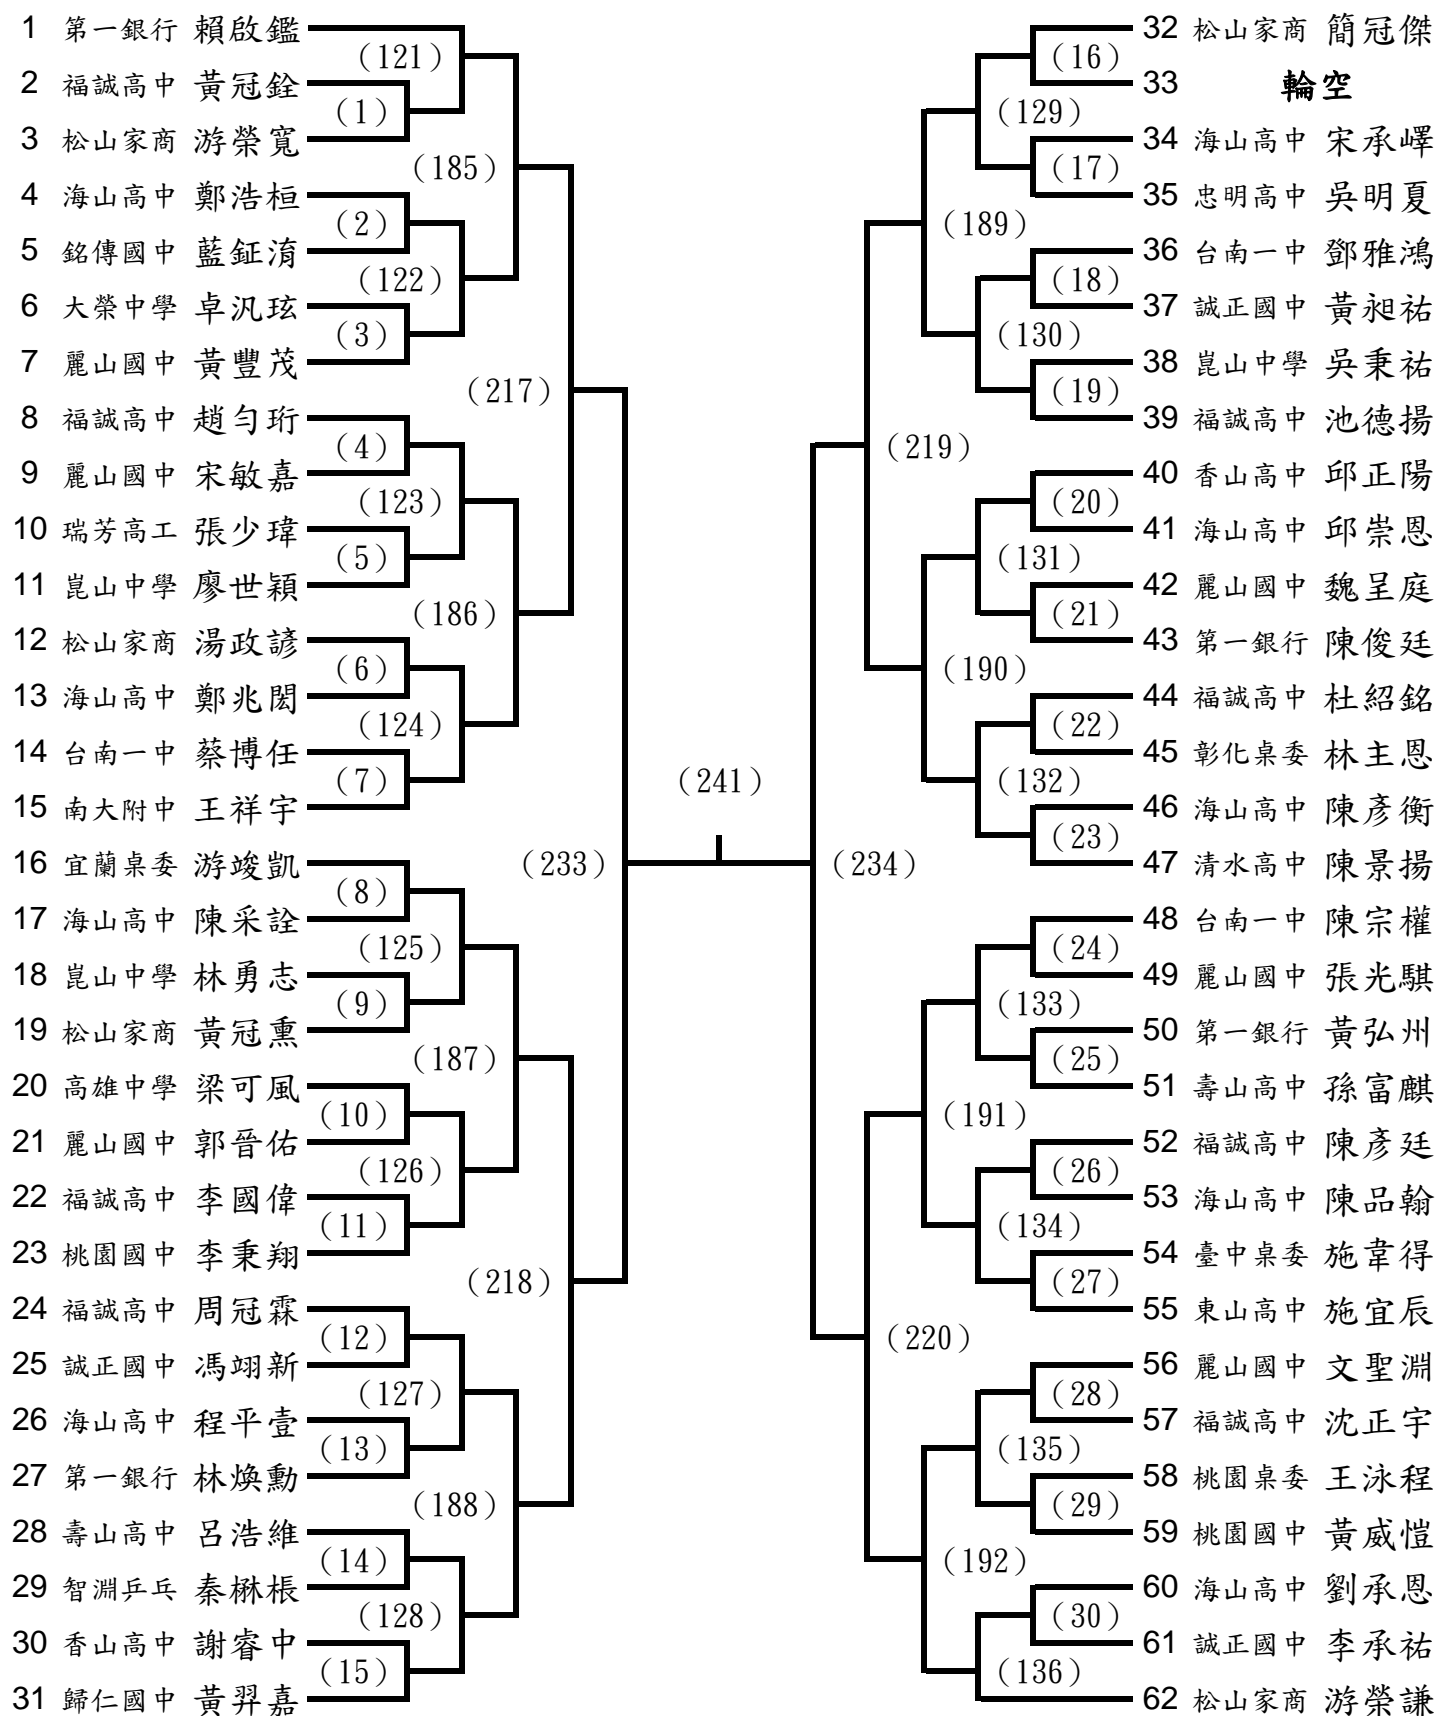 1 第一銀行 賴啟鑑
(121)
2 福誠高中 黃冠銓
(1)
3 松山家商 游榮寬
(185)
4 海山高中 鄭浩桓
(2)
5 銘傳國中 藍鉦淯
(122)
6 大榮中學 卓汎玹
(3)
7 麗山國中 黃豐茂
(217)
8 福誠高中 趙勻珩
(4)
9 麗山國中 宋敏嘉
(123)
10 瑞芳高工 張少瑋
(5)
11 崑山中學 廖世穎
(186)
12 松山家商 湯政諺
(6)
13 海山高中 鄭兆閎
(124)
14 台南一中 蔡博任
(7)
15 南大附中 王祥宇
(233)
16 宜蘭桌委 游竣凱
(8)
17 海山高中 陳采詮
(125)
18 崑山中學 林勇志
(9)
19 松山家商 黃冠熏
(187)
20 高雄中學 梁可風
(10)
21 麗山國中 郭晉佑
(126)
22 福誠高中 李國偉
(11)
23 桃園國中 李秉翔
(218)
24 福誠高中 周冠霖
(12)
25 誠正國中 馮翊新
(127)
26 海山高中 程平壹
(13)
27 第一銀行 林煥勳
(188)
28 壽山高中 呂浩維
(14)
29 智淵乒乓 秦楙棖
(128)
30 香山高中 謝睿中
(15)
31 歸仁國中 黃羿嘉
(241)
32 松山家商 簡冠傑
(16)
33 輪空
(129)
34 海山高中 宋承嶧
(17)
35 忠明高中 吳明夏
(189)
36 台南一中 鄧雅鴻
(18)
37 誠正國中 黃昶祐
(130)
38 崑山中學 吳秉祐
(19)
39 福誠高中 池德揚
(219)
40 香山高中 邱正陽
(20)
41 海山高中 邱崇恩
(131)
42 麗山國中 魏呈庭
(21)
43 第一銀行 陳俊廷
(190)
44 福誠高中 杜紹銘
(22)
45 彰化桌委 林主恩
(132)
46 海山高中 陳彥衡
(23)
47 清水高中 陳景揚
(234)
48 台南一中 陳宗權
(24)
49 麗山國中 張光騏
(133)
50 第一銀行 黃弘州
(25)
51 壽山高中 孫富麒
(191)
52 福誠高中 陳彥廷
(26)
53 海山高中 陳品翰
(134)
54 臺中桌委 施韋得
(27)
55 東山高中 施宜辰
(220)
56 麗山國中 文聖淵
(28)
57 福誠高中 沈正宇
(135)
58 桃園桌委 王泳程
(29)
59 桃園國中 黃威愷
(192)
60 海山高中 劉承恩
(30)
61 誠正國中 李承祐
(136)
62 松山家商 游榮謙